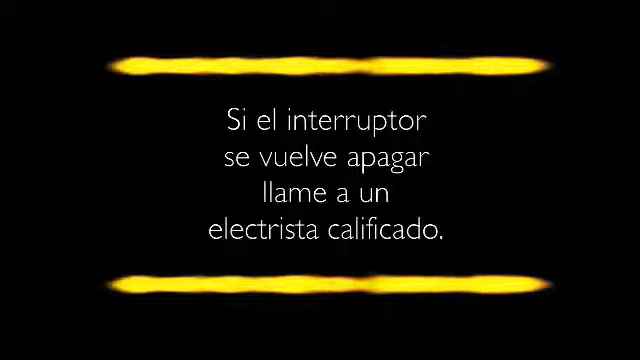 Si el interruptor
se vuelve apagar
llame a un
electrista calificado.